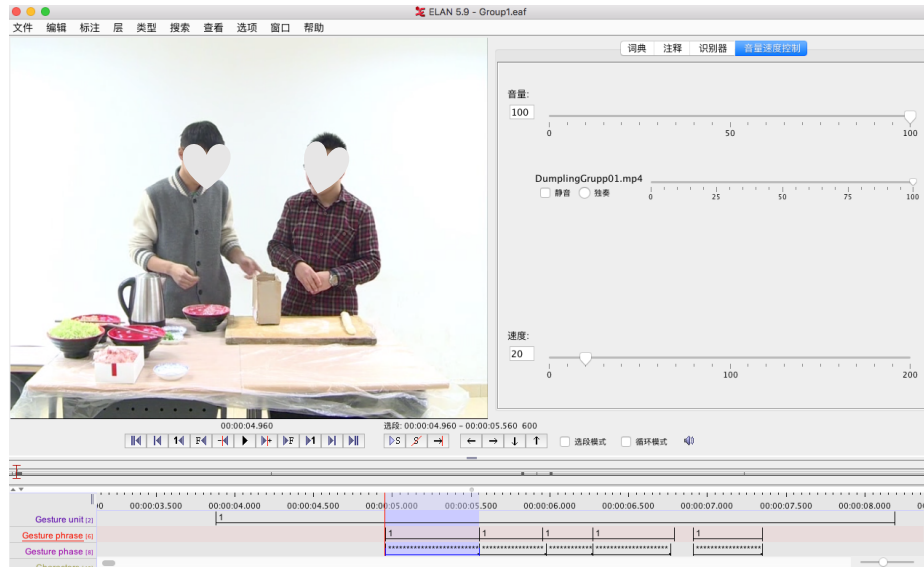 ELAN 5.9 - Group1.eaf
文件 编辑 标注 层 类型 搜索 查看 选项 窗口 帮助
词典 注释 识别器 音量速度控制
音量:
100
0 50 100
DumplingGrupp01.mp4
静音 独奏
0 25 50 75 100
速度:
20
0 100 200
00:00:04.960 选段: 00:00:04.960 - 00:00:05.560 600
1 F + F 1
S S 选段模式 循环模式
00:00:03.500 00:00:04.000 00:00:04.500 00:00:05.000 00:00:05.500 00:00:06.000 00:00:06.500 00:00:07.000 00:00:07.500 00:00:08.000
Gesture unit [2] 1
Gesture phrase [6] 1 1 1 1 1
Gesture phase [8]